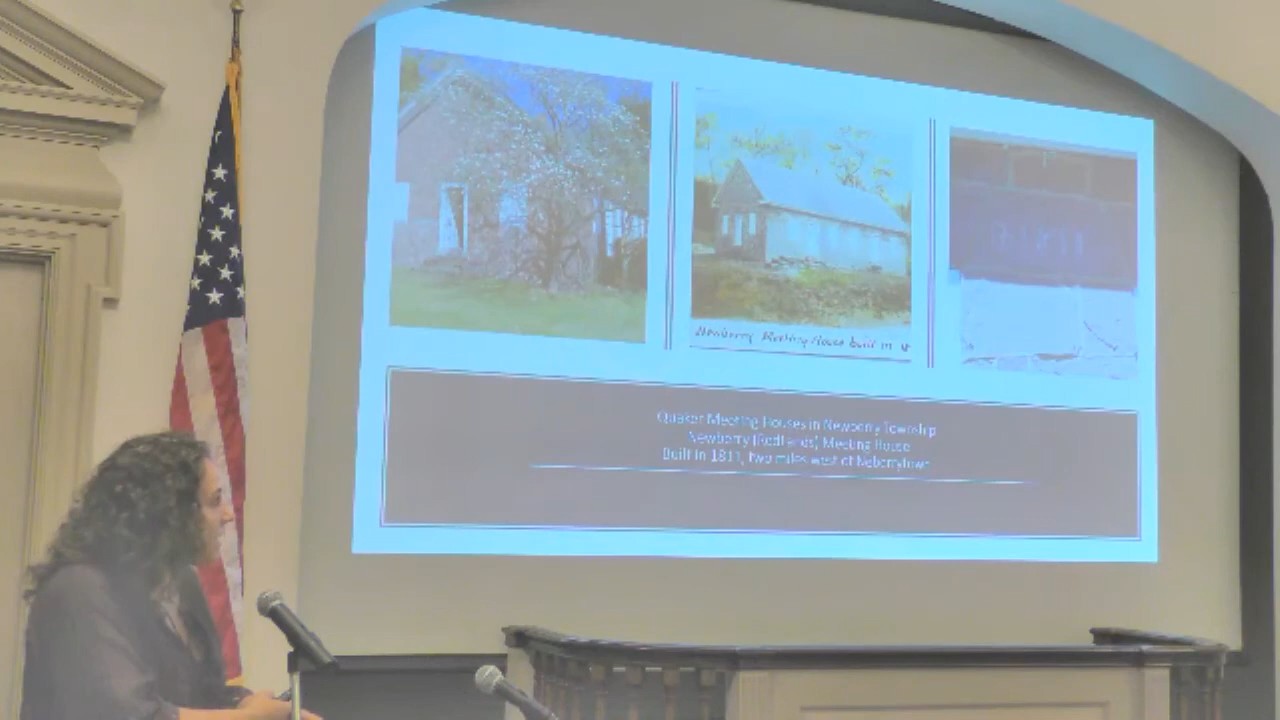 Newberry Meeting House built in
Quaker Meeting Houses in Newberry Township
Newberry (Redlands) Meeting House
Built in 1811, two miles west of Neberrytown